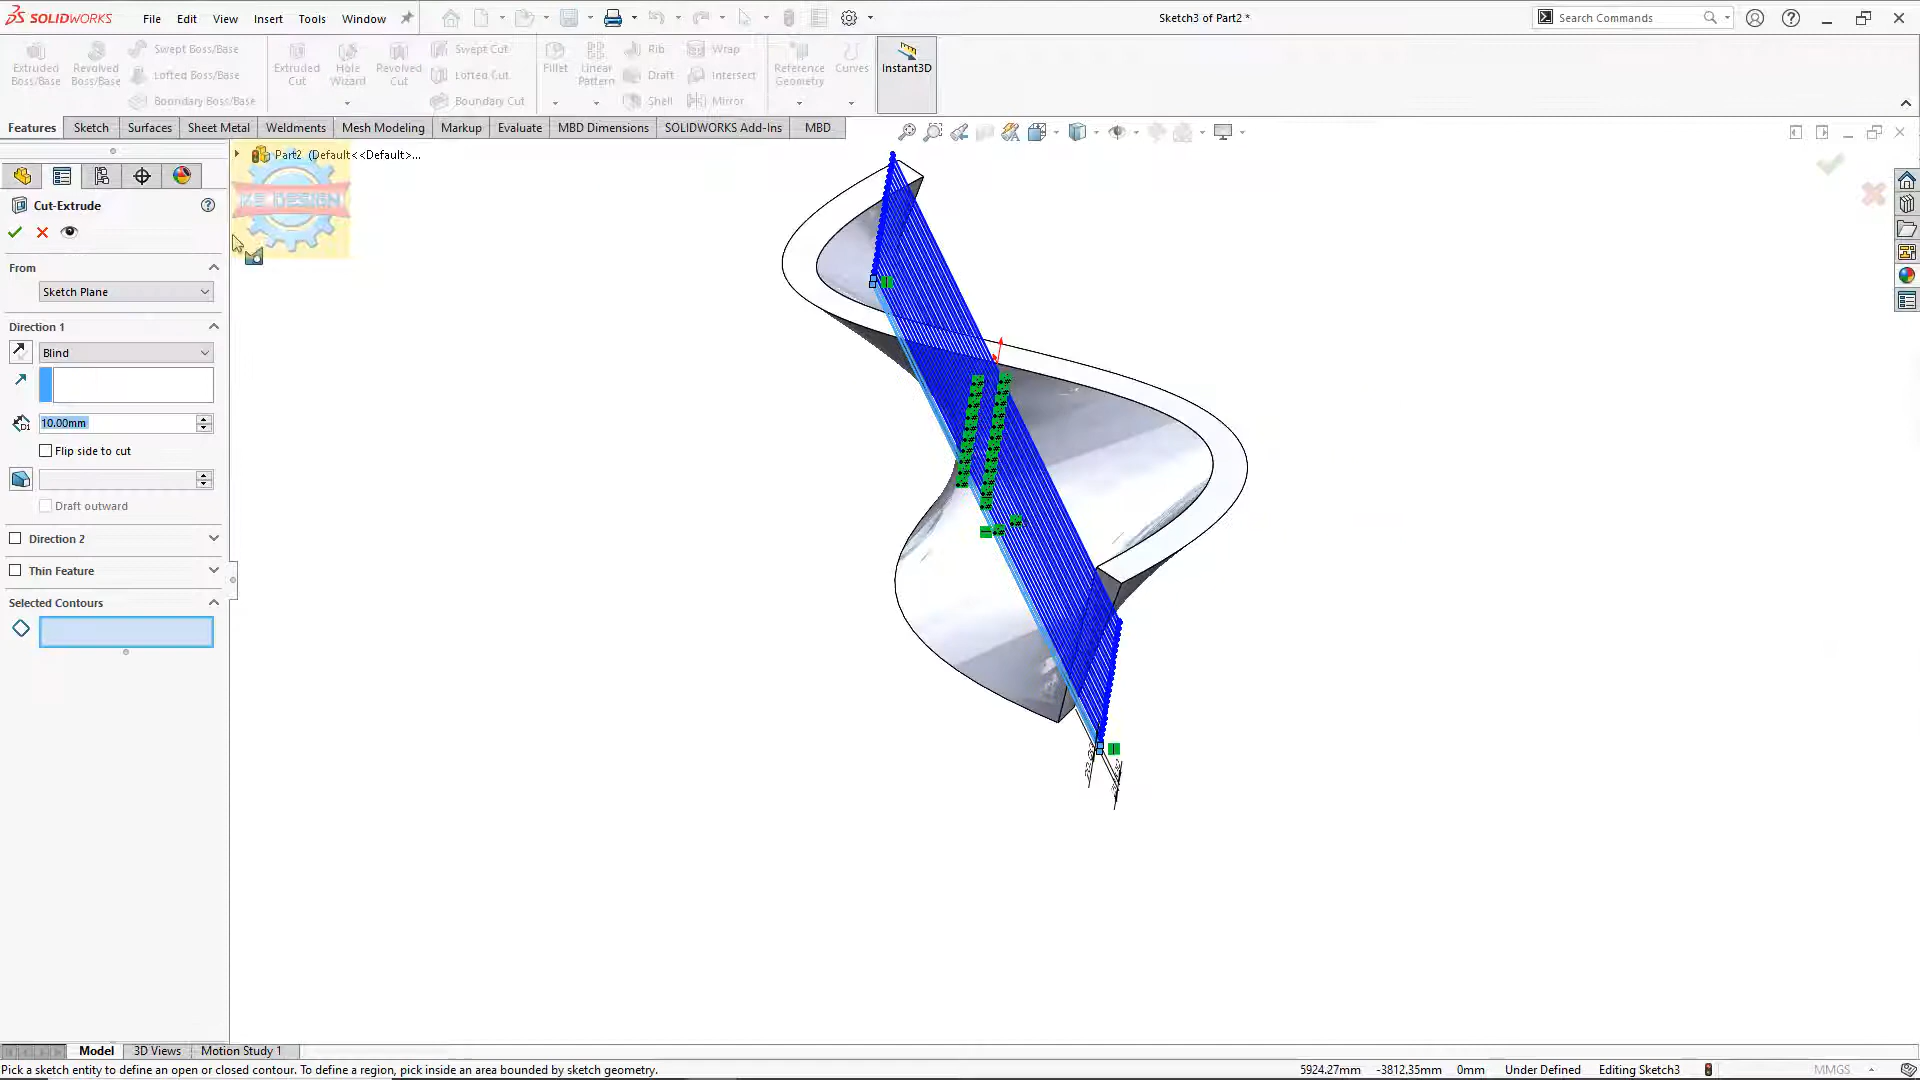 SOLIDWORKS File Edit View Insert Tools Window Sketch3 of Part2 * Search Commands
Extruded Boss/Base Revolved Boss/Base Swept Boss/Base Lofted Boss/Base Boundary Boss/Base Extruded Cut Hole Wizard Revolved Cut Swept Cut Lofted Cut Boundary Cut Fillet Linear Pattern Rib Draft Shell Wrap Intersect Mirror Reference Geometry Curves Instant3D
Features Sketch Surfaces Sheet Metal Weldments Mesh Modeling Markup Evaluate MBD Dimensions SOLIDWORKS Add-Ins MBD
Part2 (Default<<Default>...
DESIGN
Cut-Extrude
From
Sketch Plane
Direction 1
Blind
D1 10.00mm
Flip side to cut
Draft outward
Direction 2
Thin Feature
Selected Contours
Model 3D Views Motion Study 1
Pick a sketch entity to define an open or closed contour. To define a region, pick inside an area bounded by sketch geometry. 5924.27mm -3812.35mm 0mm Under Defined Editing Sketch3 MMGS